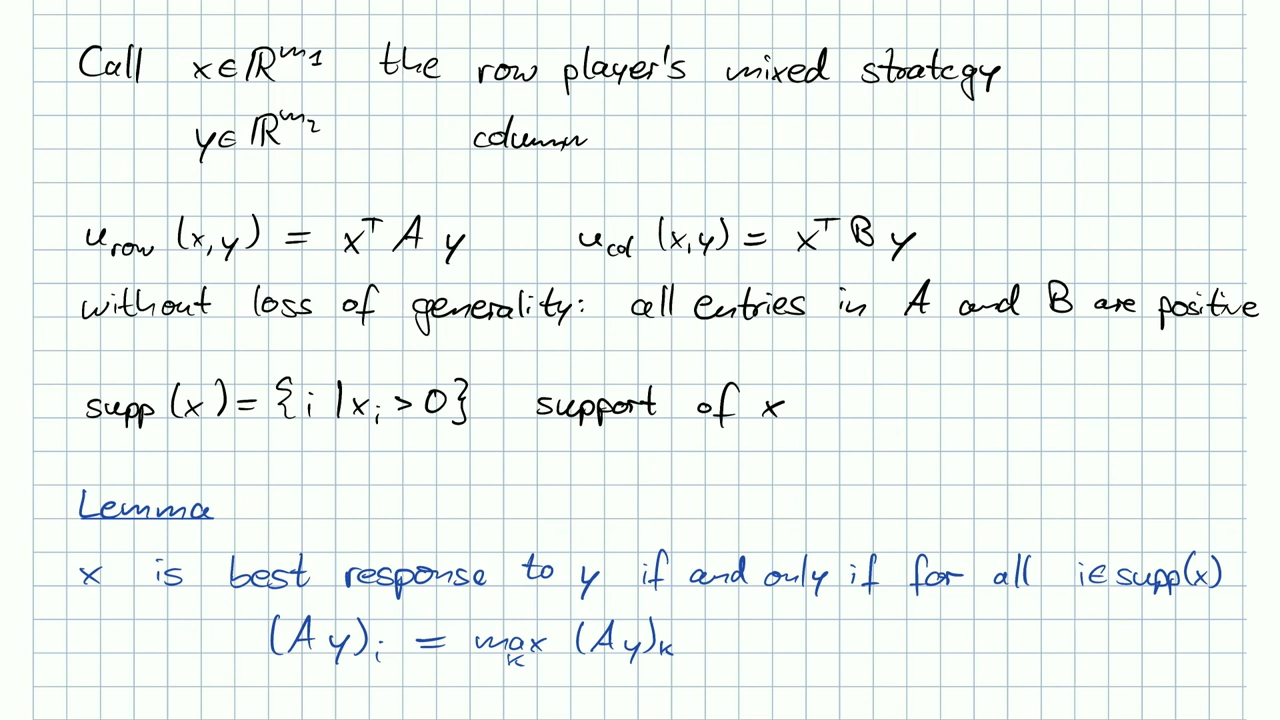 Call x∈ℝ^m1 the row player's mixed strategy
y∈ℝ^m2 column
u_row (x,y) = x^T A y u_col (x,y) = x^T B y
without loss of generality: all entries in A and B are positive
supp(x) = {i | x_i > 0} support of x
Lemma
x is best response to y if and only if for all i∈supp(x)
(Ay)_i = max_k (Ay)_k